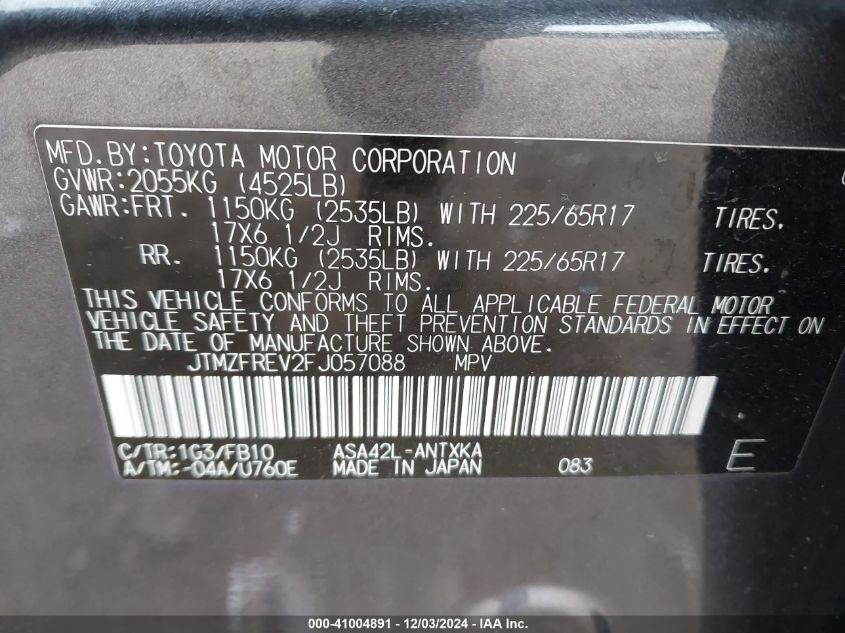 MFD. BY: TOYOTA MOTOR CORPORATION
GVWR: 2055KG (4525LB)
GAWR: FRT. 1150KG (2535LB) WITH 225/65R17 TIRES.
17X6 1/2J RIMS.
RR. 1150KG (2535LB) WITH 225/65R17 TIRES.
17X6 1/2J RIMS.
THIS VEHICLE CONFORMS TO ALL APPLICABLE FEDERAL MOTOR
VEHICLE SAFETY AND THEFT PREVENTION STANDARDS IN EFFECT ON
THE DATE OF MANUFACTURE SHOWN ABOVE.
JTMZFREV2FJ057088 MPV
C/TR: 1G3/FB10 ASA42L-ANTXKA
A/TM: -04A/U760E MADE IN JAPAN 083 E
000-41004891 - 12/03/2024 - IAA Inc.